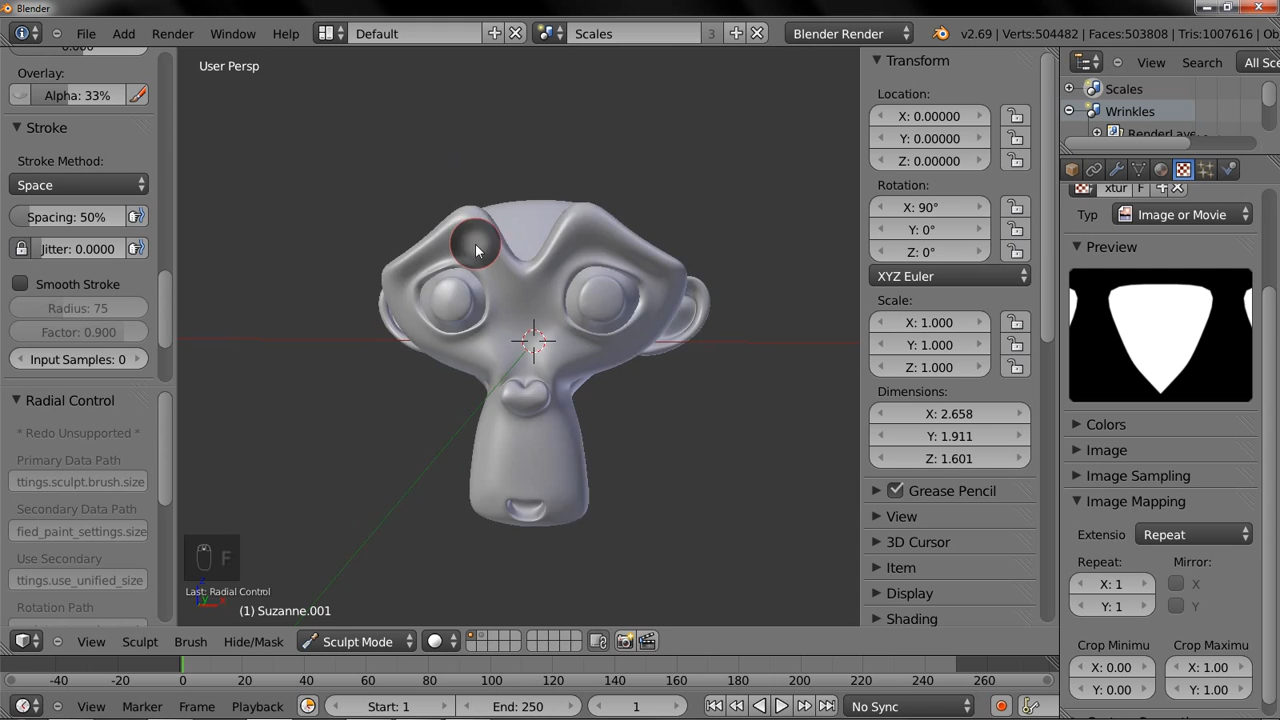 Blender
File Add Render Window Help Default Scales 3 Blender Render v2.69 | Verts:504482 | Faces:503808 | Tris:1007616 | Ob
0.000
Overlay:
Alpha: 33%
Stroke
Stroke Method:
Space
Spacing: 50%
Jitter: 0.0000
Smooth Stroke
Radius: 75
Factor: 0.900
Input Samples: 0
Radial Control
* Redo Unsupported *
Primary Data Path
ttings.sculpt.brush.size
Secondary Data Path
fied_paint_settings.size
Use Secondary
ttings.use_unified_size
Rotation Path
User Persp
F
Last: Radial Control
(1) Suzanne.001
Transform
Location:
X: 0.00000
Y: 0.00000
Z: 0.00000
Rotation:
X: 90°
Y: 0°
Z: 0°
XYZ Euler
Scale:
X: 1.000
Y: 1.000
Z: 1.000
Dimensions:
X: 2.658
Y: 1.911
Z: 1.601
Grease Pencil
View
3D Cursor
Item
Display
Shading
View Search All Sce
Scales
Wrinkles
RenderLaye
xtur F
Typ Image or Movie
Preview
Colors
Image
Image Sampling
Image Mapping
Extensio Repeat
Repeat: Mirror:
X: 1 X
Y: 1 Y
Crop Minimu Crop Maximu
X: 0.00 X: 1.00
Y: 0.00 Y: 1.00
View Sculpt Brush Hide/Mask Sculpt Mode
-40 -20 0 20 40 60 80 100 120 140 160 180 200 220 240 260
View Marker Frame Playback Start: 1 End: 250 1 No Sync